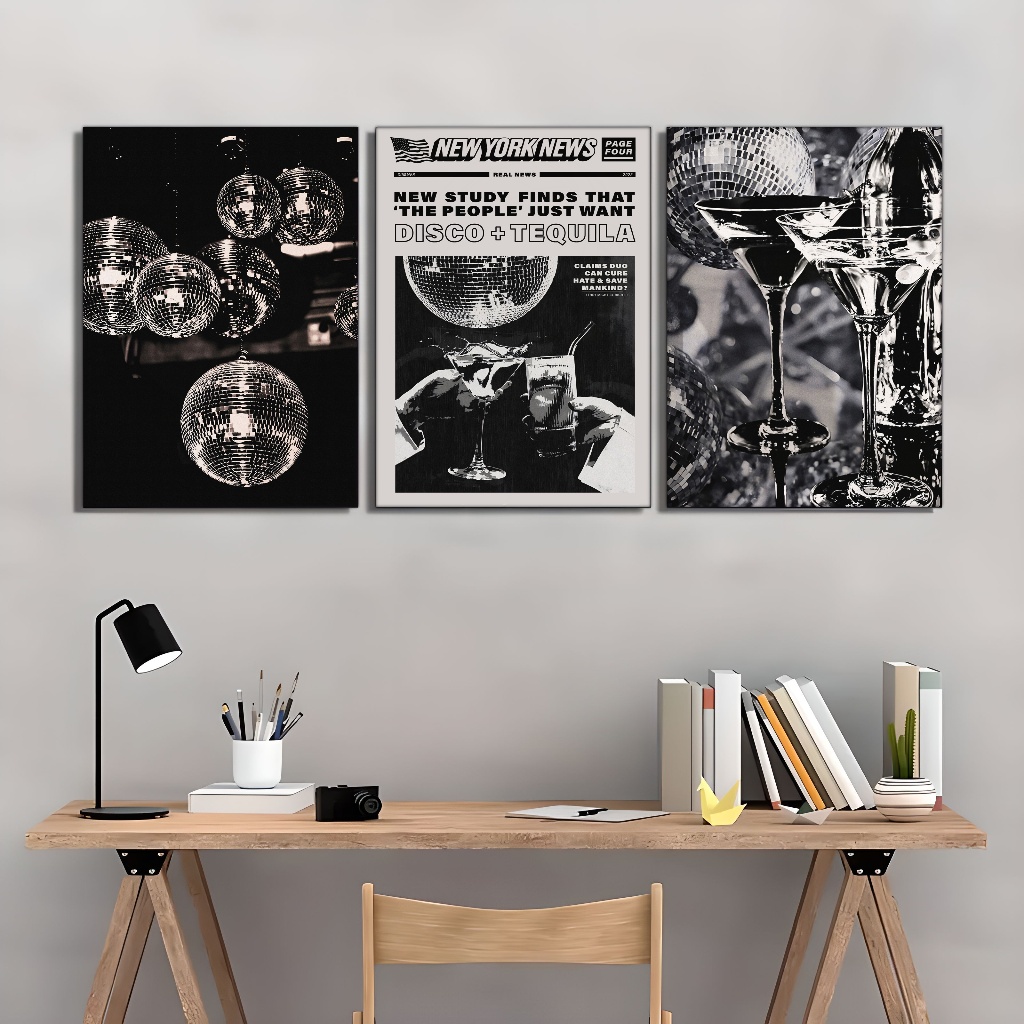 NEW YORK NEWS
PAGE
FOUR
REAL NEWS
NEW STUDY FINDS THAT
'THE PEOPLE' JUST WANT
DISCO + TEQUILA
CLAIMS DUO
CAN CURE
HATE & SAVE
MANKIND?